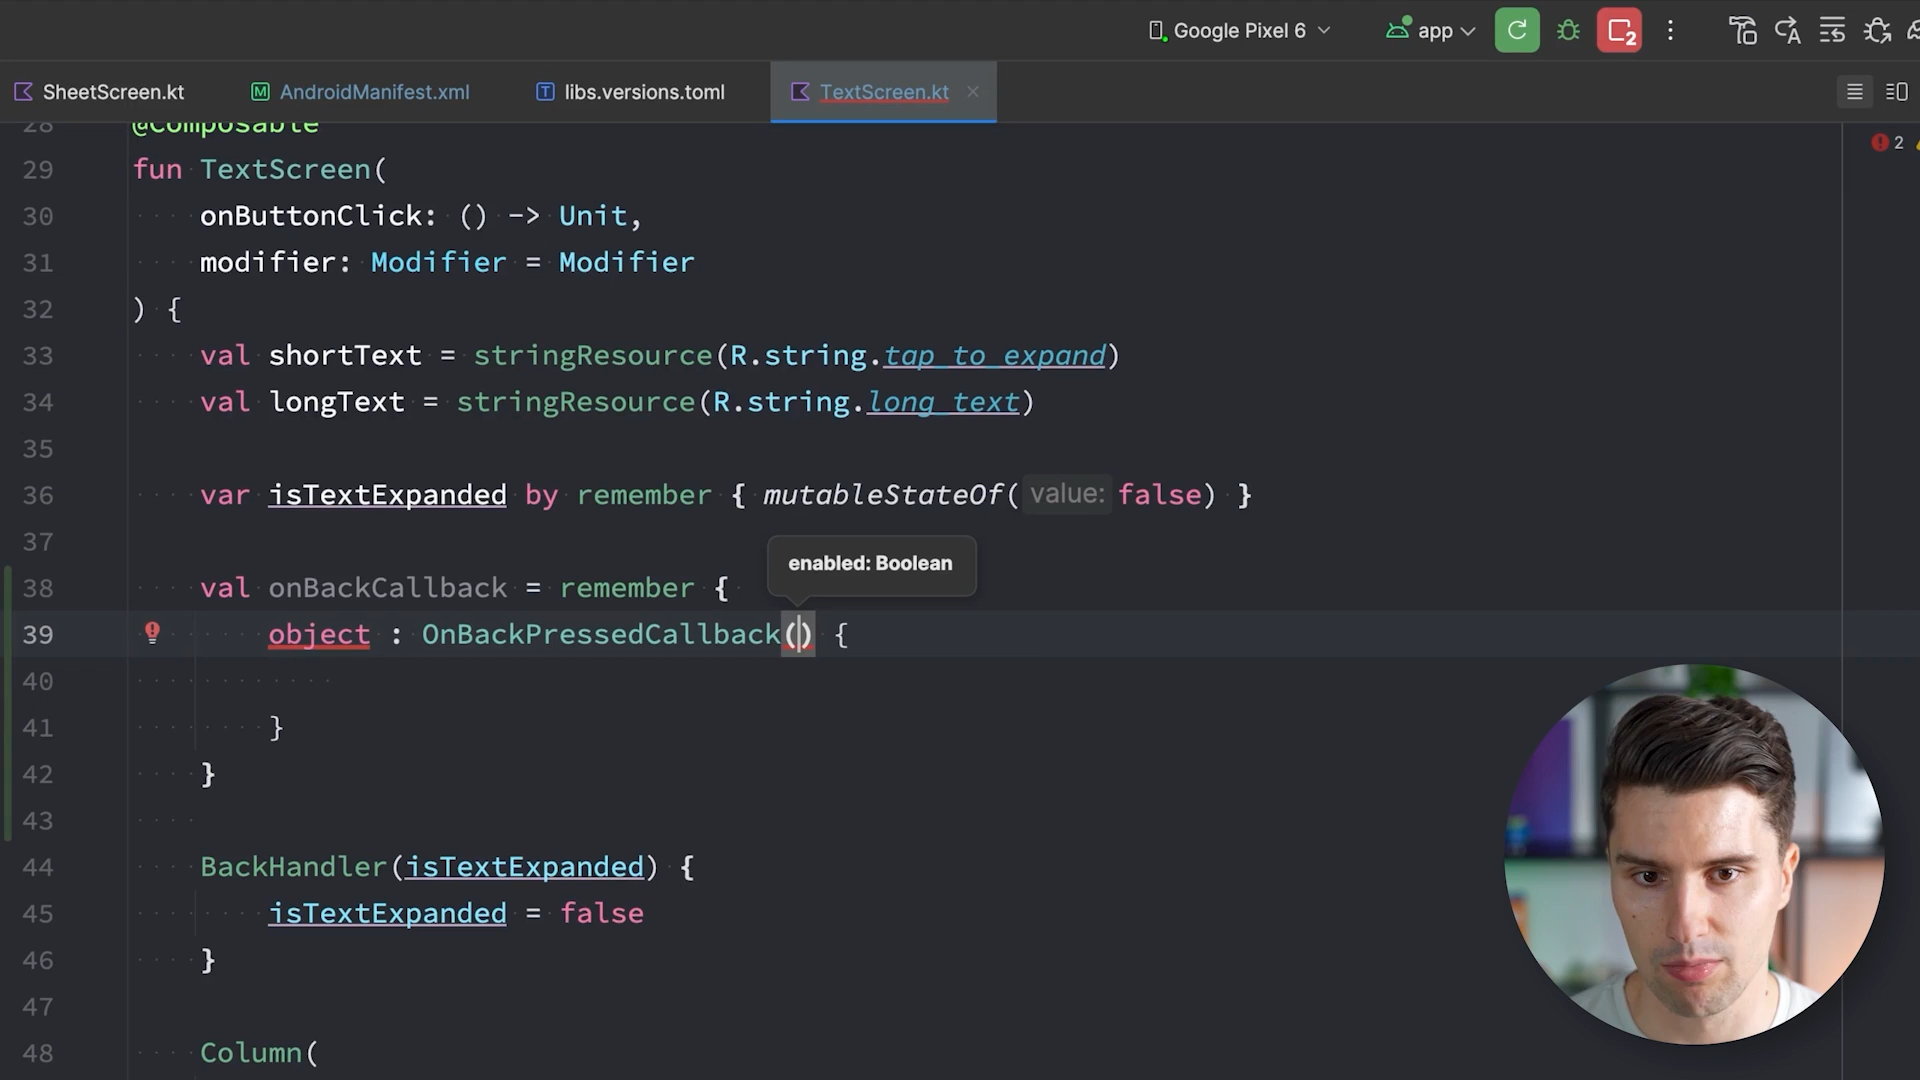 Google Pixel 6
app
2
SheetScreen.kt
AndroidManifest.xml
libs.versions.toml
TextScreen.kt
2
28 @Composable
29 fun TextScreen(
30 onButtonClick: () -> Unit,
31 modifier: Modifier = Modifier
32 ) {
33 val shortText = stringResource(R.string.tap_to_expand)
34 val longText = stringResource(R.string.long_text)
35
36 var isTextExpanded by remember { mutableStateOf(value: false) }
37
enabled: Boolean
38 val onBackCallback = remember {
39 object : OnBackPressedCallback() {
40
41 }
42 }
43
44 BackHandler(isTextExpanded) {
45 isTextExpanded = false
46 }
47
48 Column(